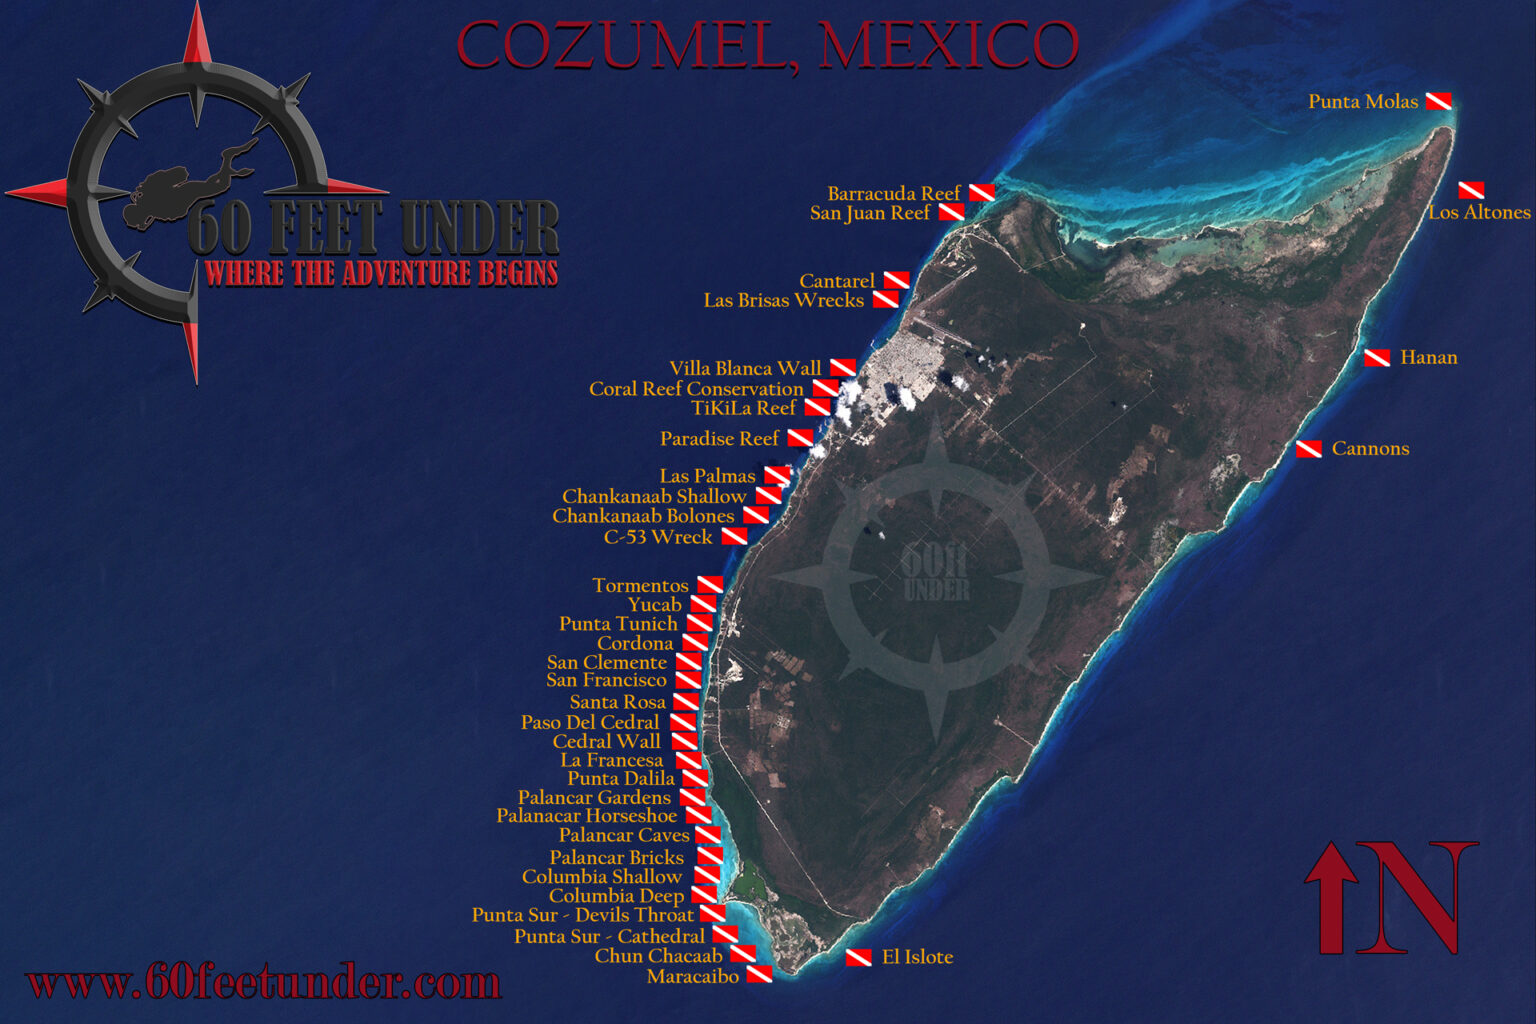 COZUMEL, MEXICO
60 FEET UNDER
WHERE THE ADVENTURE BEGINS
Punta Molas
Barracuda Reef
San Juan Reef
Los Altones
Cantarel
Las Brisas Wrecks
Hanan
Villa Blanca Wall
Coral Reef Conservation
TiKiLa Reef
Paradise Reef
Cannons
Las Palmas
Chankanaab Shallow
Chankanaab Bolones
C-53 Wreck
60ft
UNDER
Tormentos
Yucab
Punta Tunich
Cordona
San Clemente
San Francisco
Santa Rosa
Paso Del Cedral
Cedral Wall
La Francesa
Punta Dalila
Palancar Gardens
Palanacar Horseshoe
Palancar Caves
Palancar Bricks
Columbia Shallow
Columbia Deep
Punta Sur - Devils Throat
Punta Sur - Cathedral
Chun Chacaab
Maracaibo
El Islote
N
www.60feetunder.com